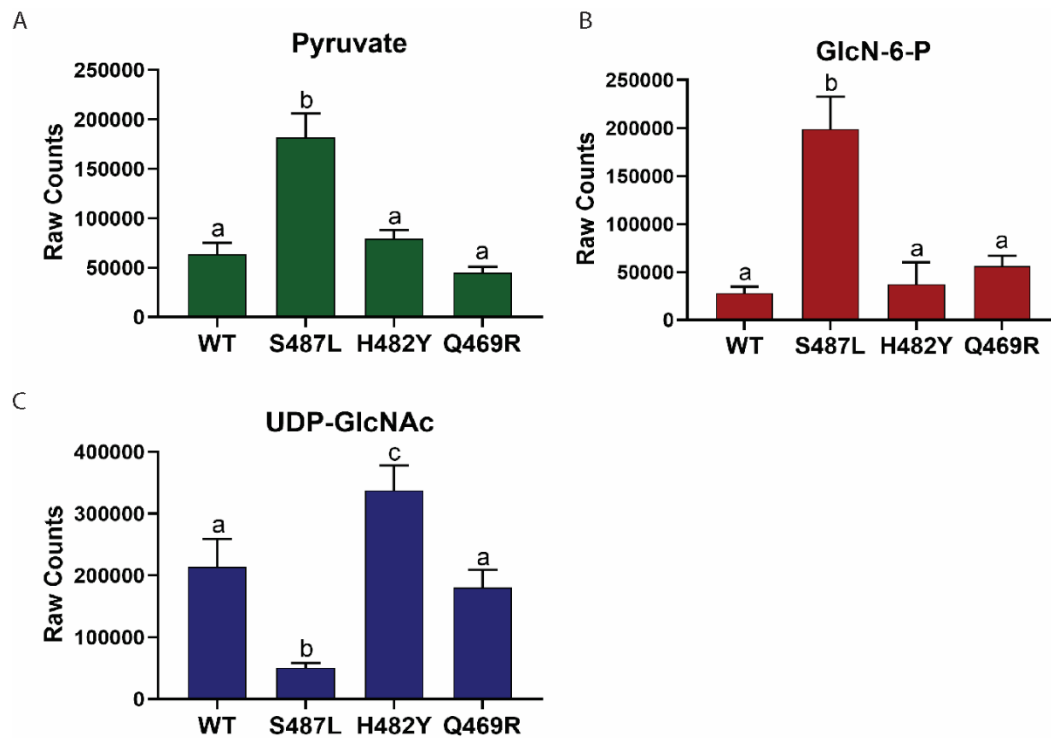 A
Pyruvate
Raw Counts
250000
200000
150000
100000
50000
0
a
b
a
a
WT S487L H482Y Q469R
B
GlcN-6-P
Raw Counts
250000
200000
150000
100000
50000
0
a
b
a
a
WT S487L H482Y Q469R
C
UDP-GlcNAc
Raw Counts
400000
300000
200000
100000
0
a
b
c
a
WT S487L H482Y Q469R